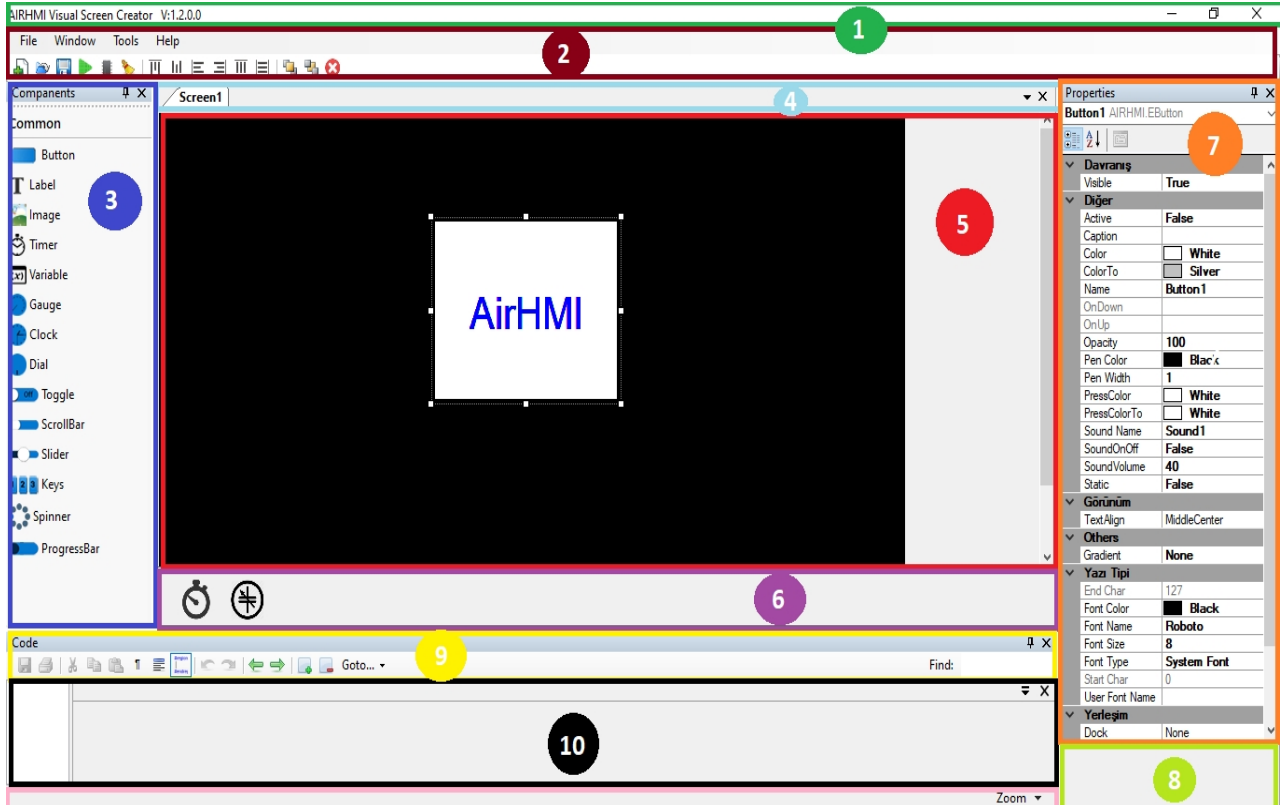 AIRHMI Visual Screen Creator V:1.2.0.0
1
File Window Tools Help
2
Companents
Common
Button
Label
Image
Timer
Variable
Gauge
Clock
Dial
Toggle
ScrollBar
Slider
Keys
Spinner
ProgressBar
3
Screen1
4
AirHMI
5
6
Properties
Button1 AIRHMI.EButton
7
Davranış
Visible True
Diğer
Active False
Caption
Color White
ColorTo Silver
Name Button1
OnDown
OnUp
Opacity 100
Pen Color Black
Pen Width 1
PressColor White
PressColorTo White
Sound Name Sound1
SoundOnOff False
SoundVolume 40
Static False
Görünüm
TextAlign MiddleCenter
Others
Gradient None
Yazı Tipi
End Char 127
Font Color Black
Font Name Roboto
Font Size 8
Font Type System Font
Start Char 0
User Font Name
Yerleşim
Dock None
8
Code
9
Goto... Find:
10
Zoom